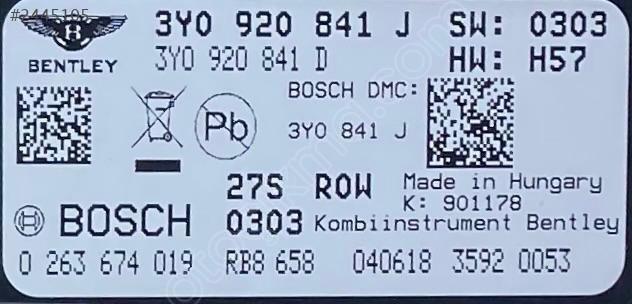 #2445195
3Y0 920 841 J SW: 0303
BENTLEY 3Y0 920 841 D HW: H57
BOSCH DMC:
Pb 3Y0 841 J
27S ROW Made in Hungary
K: 901178
BOSCH 0303 Kombiinstrument Bentley
0 263 674 019 RB8 658 040618 3592 0053